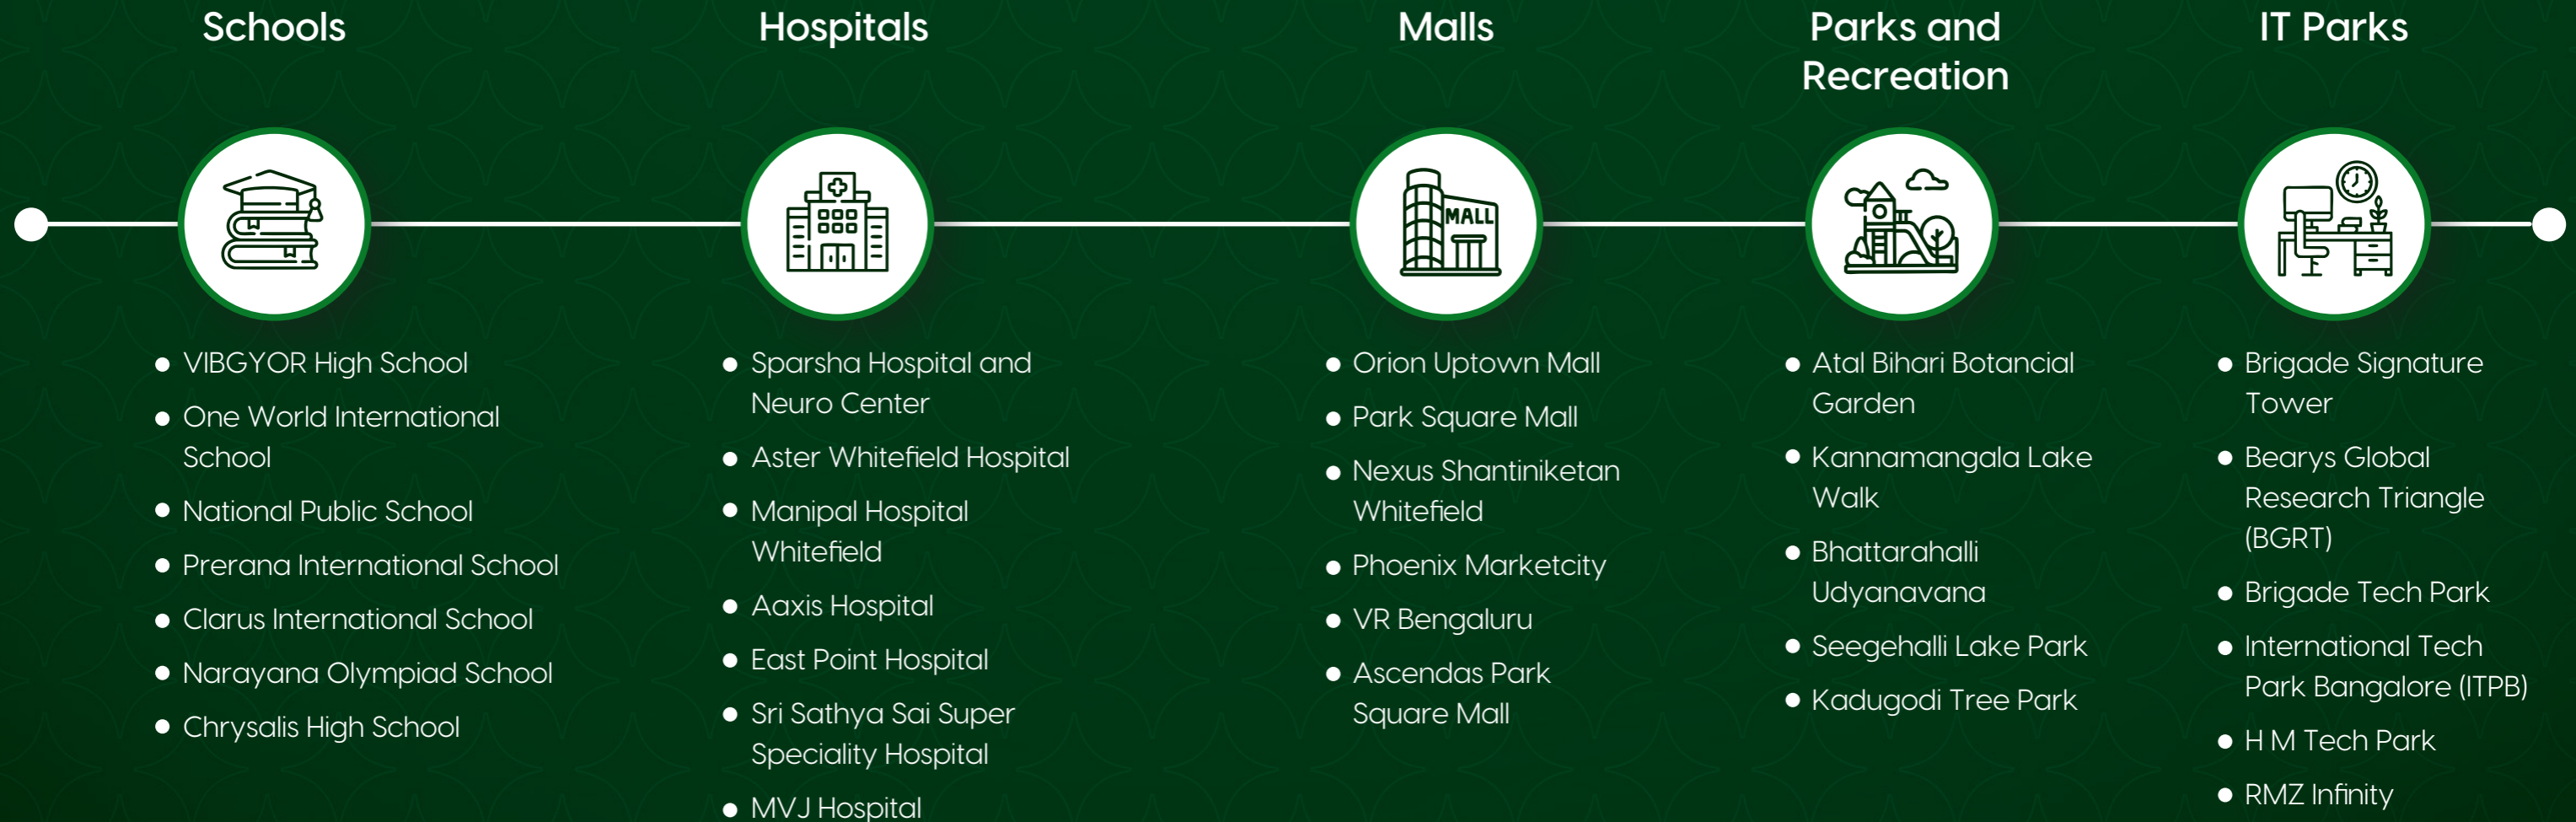 Schools
VIBGYOR High School
One World International
School
National Public School
Prerana International School
Clarus International School
Narayana Olympiad School
Chrysalis High School
Hospitals
Sparsha Hospital and
Neuro Center
Aster Whitefield Hospital
Manipal Hospital
Whitefield
Aaxis Hospital
East Point Hospital
Sri Sathya Sai Super
Speciality Hospital
MVJ Hospital
Malls
MALL
Orion Uptown Mall
Park Square Mall
Nexus Shantiniketan
Whitefield
Phoenix Marketcity
VR Bengaluru
Ascendas Park
Square Mall
Parks and
Recreation
Atal Bihari Botancial
Garden
Kannamangala Lake
Walk
Bhattarahalli
Udyanavana
Seegehalli Lake Park
Kadugodi Tree Park
IT Parks
Brigade Signature
Tower
Bearys Global
Research Triangle
(BGRT)
Brigade Tech Park
International Tech
Park Bangalore (ITPB)
H M Tech Park
RMZ Infinity